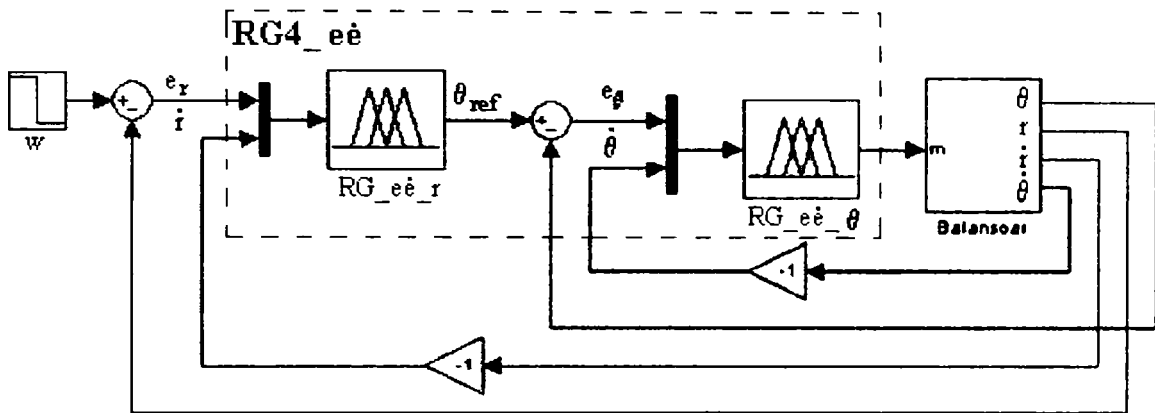 RG4_eė
w
+
-
e_r
ṙ
RG_eė_r
θ_ref
+
-
e_θ
θ̇
RG_eė_θ
m
θ
r
ṙ
θ̇
Balansoar
-1
-1